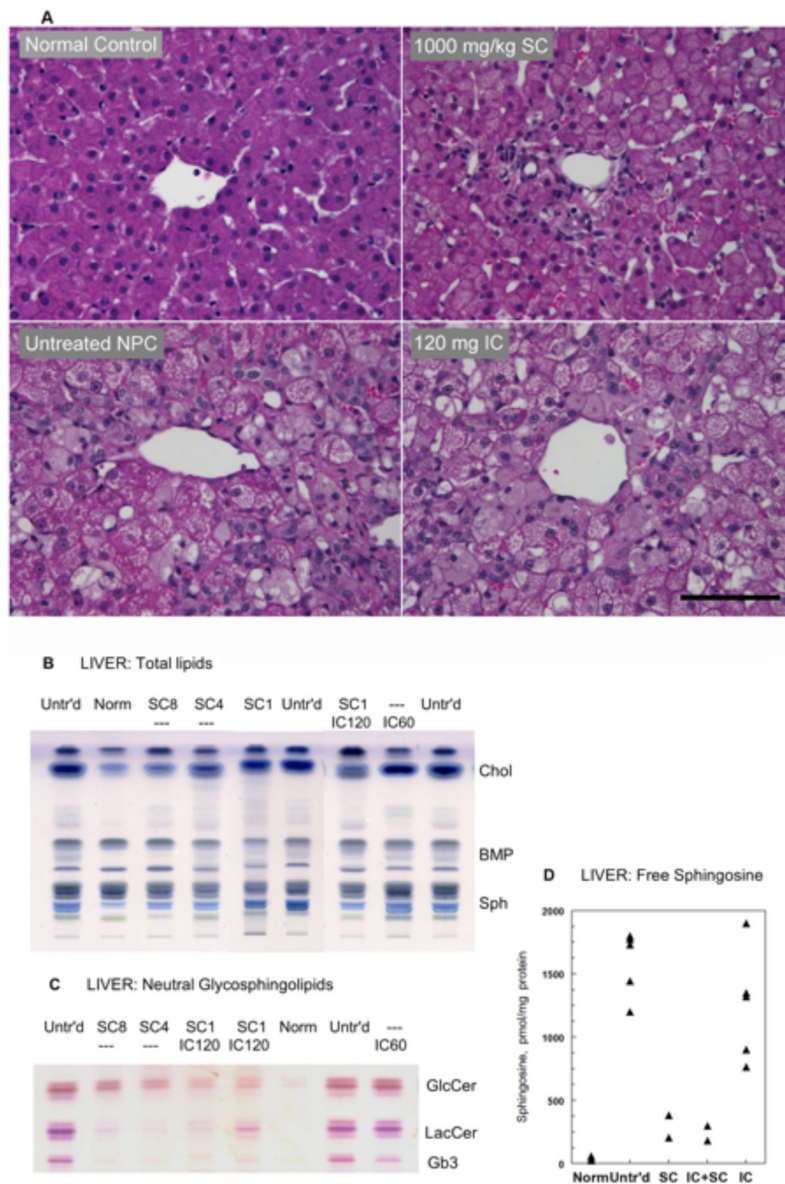 A
Normal Control
1000 mg/kg SC
Untreated NPC
120 mg IC
B LIVER: Total lipids
Untr'd Norm SC8 SC4 SC1 Untr'd SC1 --- Untr'd
--- --- IC120 IC60
Chol
BMP
Sph
C LIVER: Neutral Glycosphingolipids
Untr'd SC8 SC4 SC1 SC1 Norm Untr'd ---
--- --- IC120 IC120 IC60
GlcCer
LacCer
Gb3
D LIVER: Free Sphingosine
Sphingosine, pmol/mg protein
2000
1500
1000
500
0
Norm Untr'd SC IC+SC IC